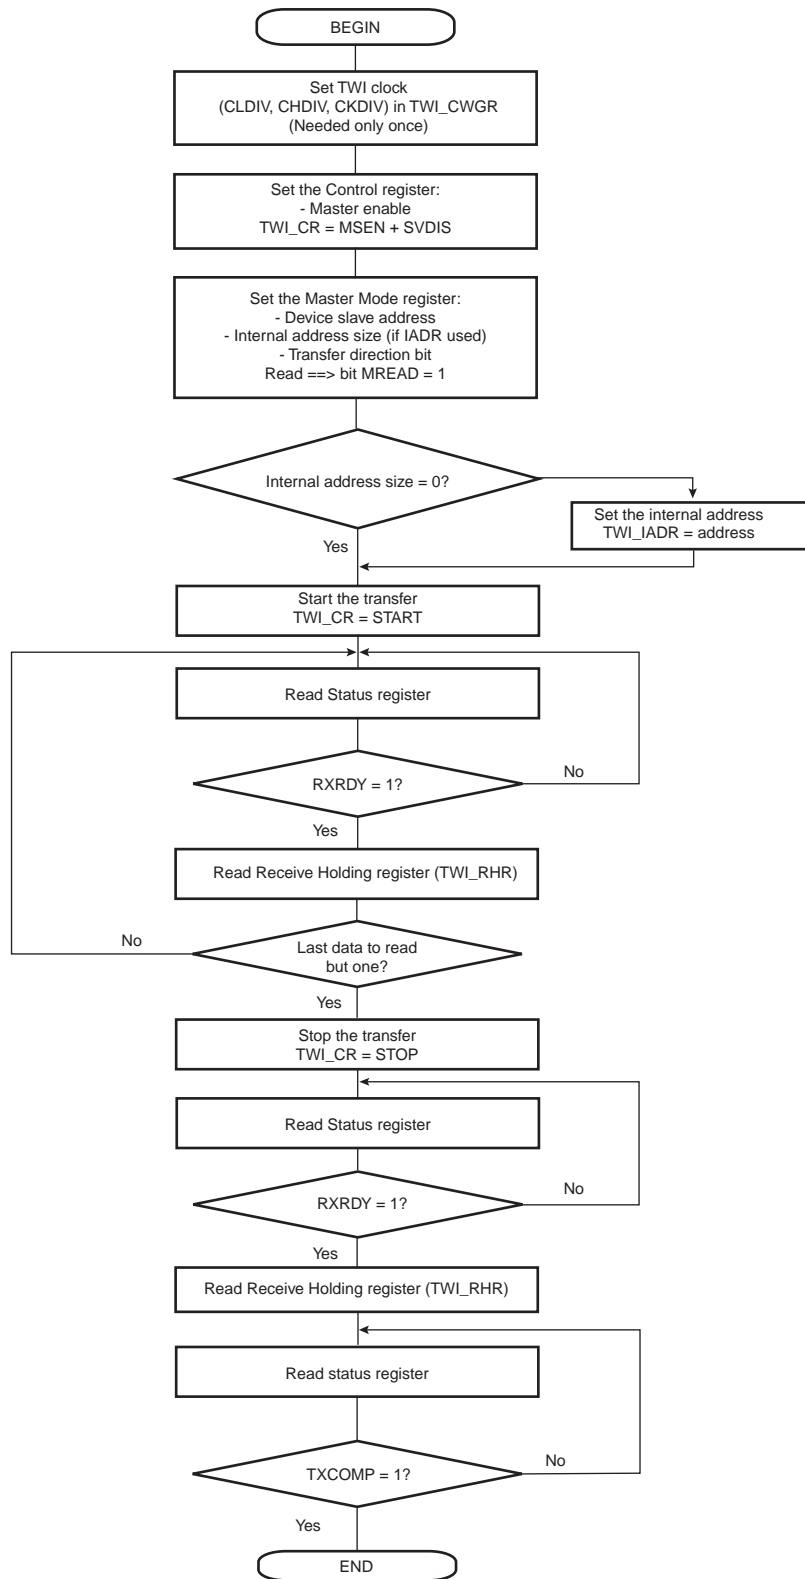 BEGIN
Set TWI clock
(CLDIV, CHDIV, CKDIV) in TWI_CWGR
(Needed only once)
Set the Control register:
- Master enable
TWI_CR = MSEN + SVDIS
Set the Master Mode register:
- Device slave address
- Internal address size (if IADR used)
- Transfer direction bit
Read ==> bit MREAD = 1
Internal address size = 0?
Set the internal address
TWI_IADR = address
Yes
Start the transfer
TWI_CR = START
Read Status register
RXRDY = 1?
No
Yes
Read Receive Holding register (TWI_RHR)
No
Last data to read
but one?
Yes
Stop the transfer
TWI_CR = STOP
Read Status register
RXRDY = 1?
No
Yes
Read Receive Holding register (TWI_RHR)
Read status register
TXCOMP = 1?
No
Yes
END